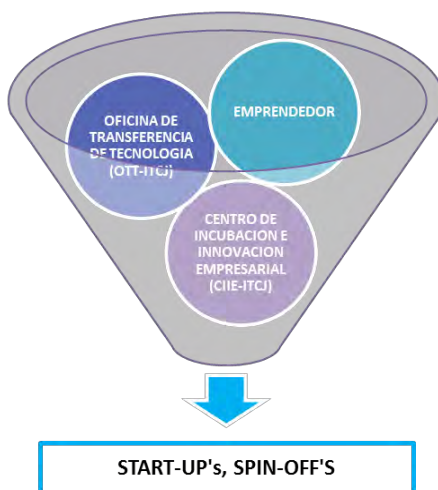 OFICINA DE
TRANSFERENCIA
DE TECNOLOGIA
(OTT-ITCJ)
EMPRENDEDOR
CENTRO DE
INCUBACION E
INNOVACION
EMPRESARIAL
(CIIE-ITCJ)
START-UP's, SPIN-OFF'S